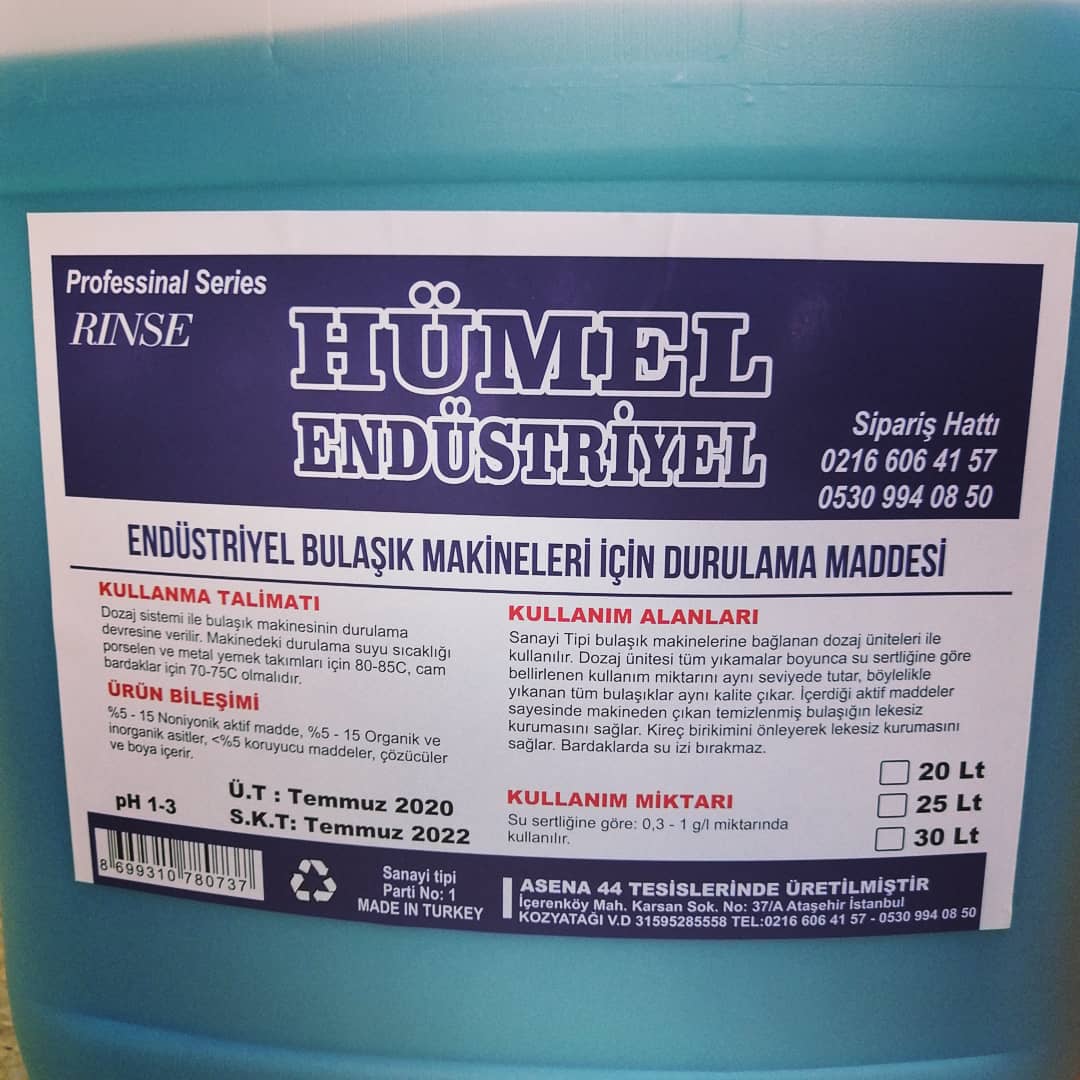 Professinal Series
RINSE
HÜMEL
ENDÜSTRİYEL
Sipariş Hattı
0216 606 41 57
0530 994 08 50
ENDÜSTRİYEL BULAŞIK MAKİNELERİ İÇİN DURULAMA MADDESİ
KULLANMA TALİMATI
Dozaj sistemi ile bulaşık makinesinin durulama
devresine verilir. Makinedeki durulama suyu sıcaklığı
porselen ve metal yemek takımları için 80-85C, cam
bardaklar için 70-75C olmalıdır.
ÜRÜN BİLEŞİMİ
%5 - 15 Noniyonik aktif madde, %5 - 15 Organik ve
inorganik asitler, <%5 koruyucu maddeler, çözücüler
ve boya içerir.
pH 1-3
Ü.T : Temmuz 2020
S.K.T: Temmuz 2022
KULLANIM ALANLARI
Sanayi Tipi bulaşık makinelerine bağlanan dozaj üniteleri ile
kullanılır. Dozaj ünitesi tüm yıkamalar boyunca su sertliğine göre
bellirlenen kullanım miktarını aynı seviyede tutar, böylelikle
yıkanan tüm bulaşıklar aynı kalite çıkar. İçerdiği aktif maddeler
sayesinde makineden çıkan temizlenmiş bulaşığın lekesiz
kurumasını sağlar. Kireç birikimini önleyerek lekesiz kurumasını
sağlar. Bardaklarda su izi bırakmaz.
KULLANIM MİKTARI
Su sertliğine göre: 0,3 - 1 g/l miktarında
kullanılır.
20 Lt
25 Lt
30 Lt
8 699310 780737
Sanayi tipi
Parti No: 1
MADE IN TURKEY
ASENA 44 TESİSLERİNDE ÜRETİLMİŞTİR
İçerenköy Mah. Karsan Sok. No: 37/A Ataşehir İstanbul
KOZYATAĞI V.D 31595285558 TEL:0216 606 41 57 - 0530 994 08 50